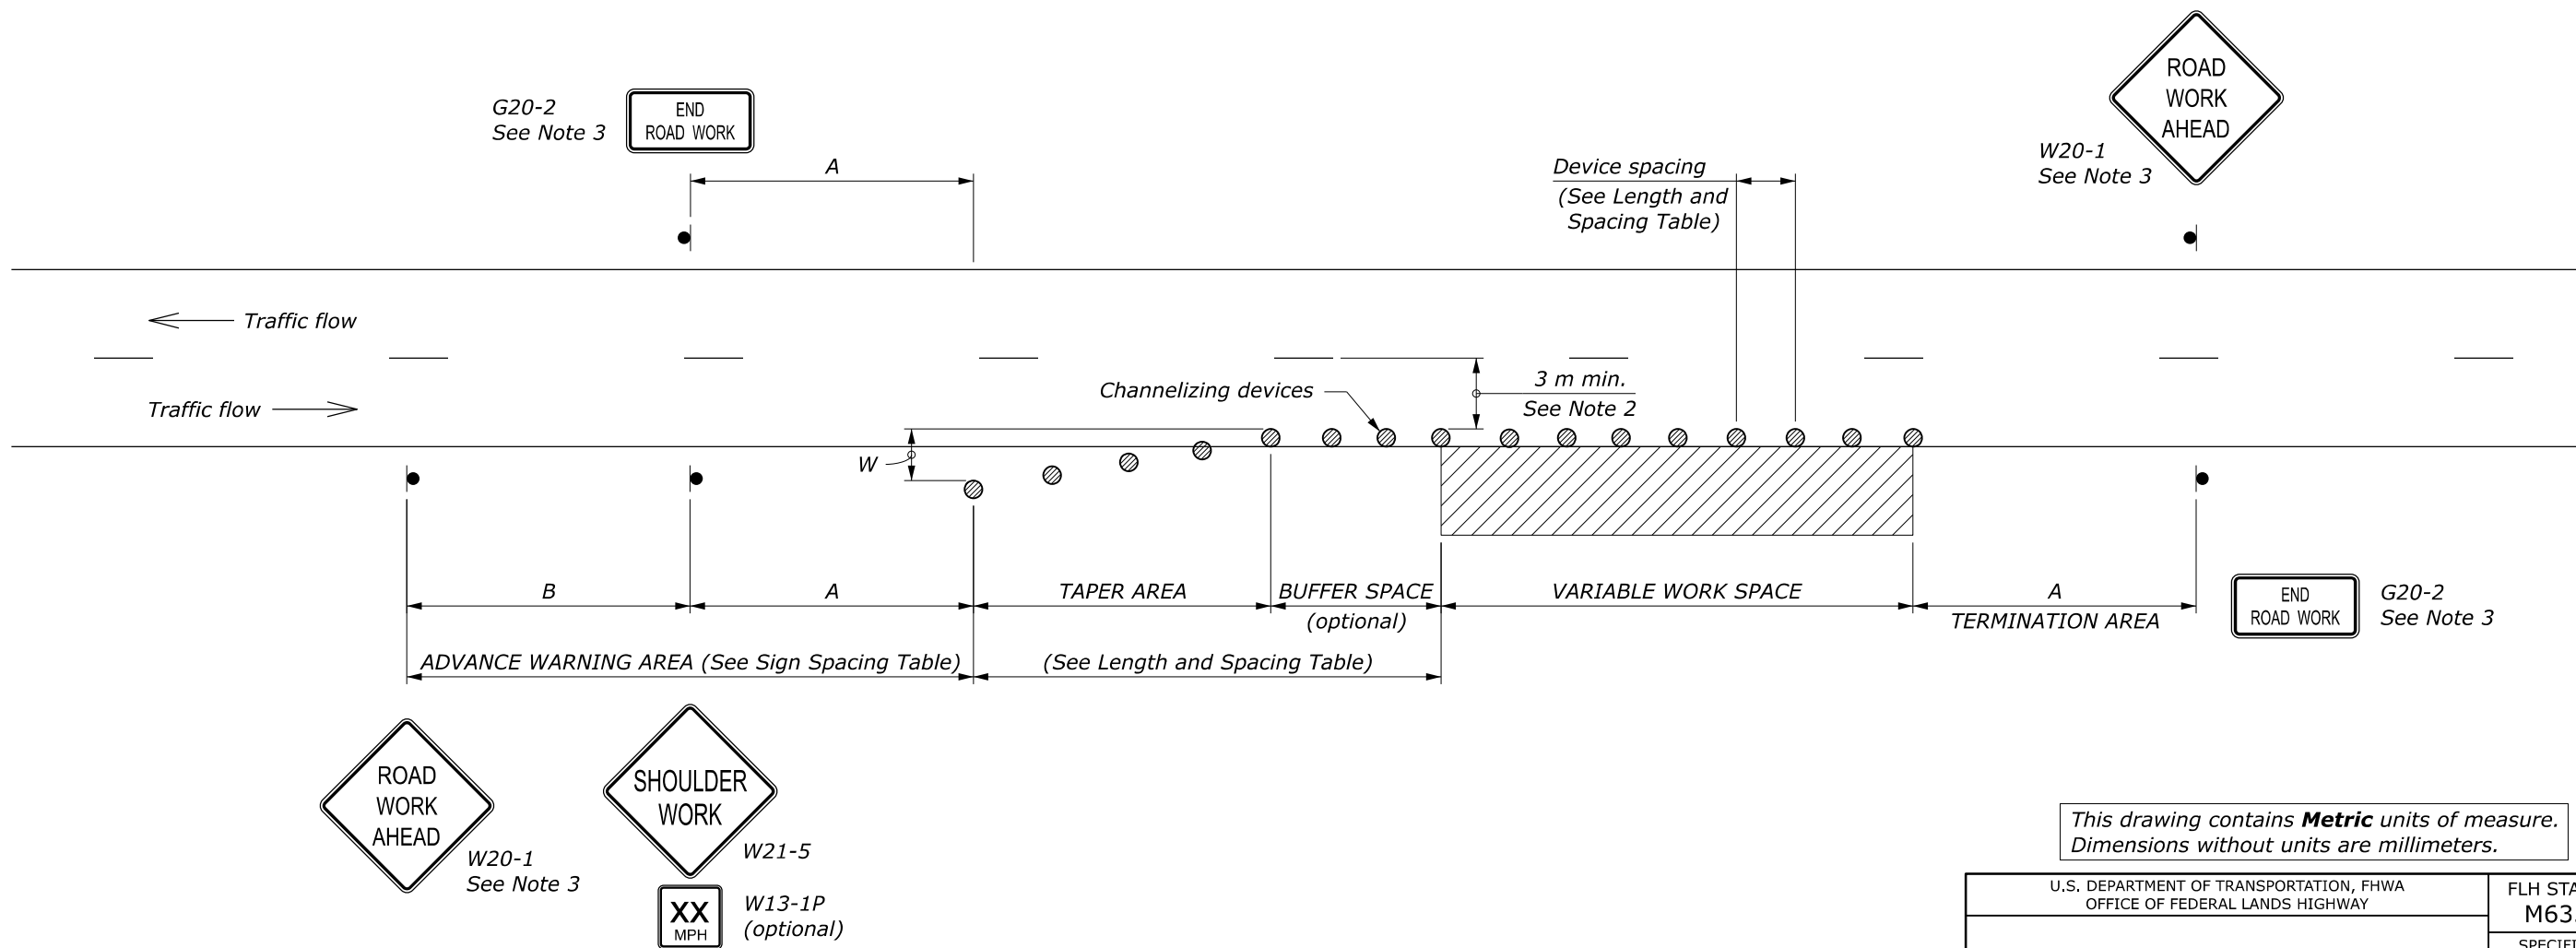 G20-2
See Note 3
END
ROAD WORK
A
Device spacing
(See Length and
Spacing Table)
ROAD
WORK
AHEAD
W20-1
See Note 3
Traffic flow
Traffic flow
Channelizing devices
3 m min.
See Note 2
W
B
A
TAPER AREA
BUFFER SPACE
(optional)
VARIABLE WORK SPACE
A
TERMINATION AREA
END
ROAD WORK
G20-2
See Note 3
ADVANCE WARNING AREA (See Sign Spacing Table)
(See Length and Spacing Table)
ROAD
WORK
AHEAD
W20-1
See Note 3
SHOULDER
WORK
W21-5
XX
MPH
W13-1P
(optional)
This drawing contains Metric units of measure.
Dimensions without units are millimeters.
U.S. DEPARTMENT OF TRANSPORTATION, FHWA
OFFICE OF FEDERAL LANDS HIGHWAY
FLH